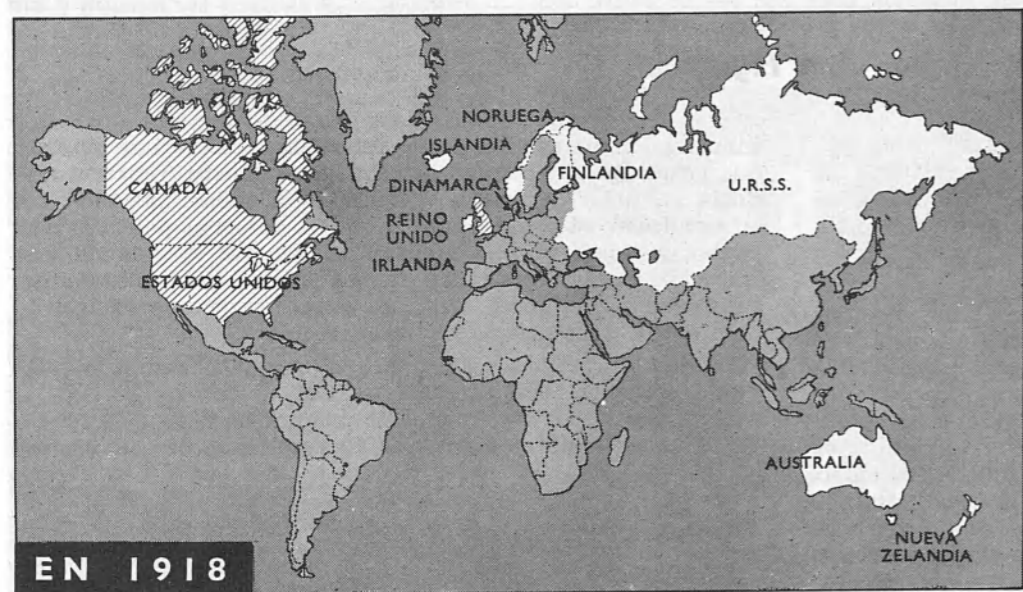 NORUEGA
ISLANDIA
CANADA
DINAMARCA
FINLANDIA
U.R.S.S.
REINO
UNIDO
IRLANDA
ESTADOS UNIDOS
AUSTRALIA
NUEVA
ZELANDIA
EN 1918